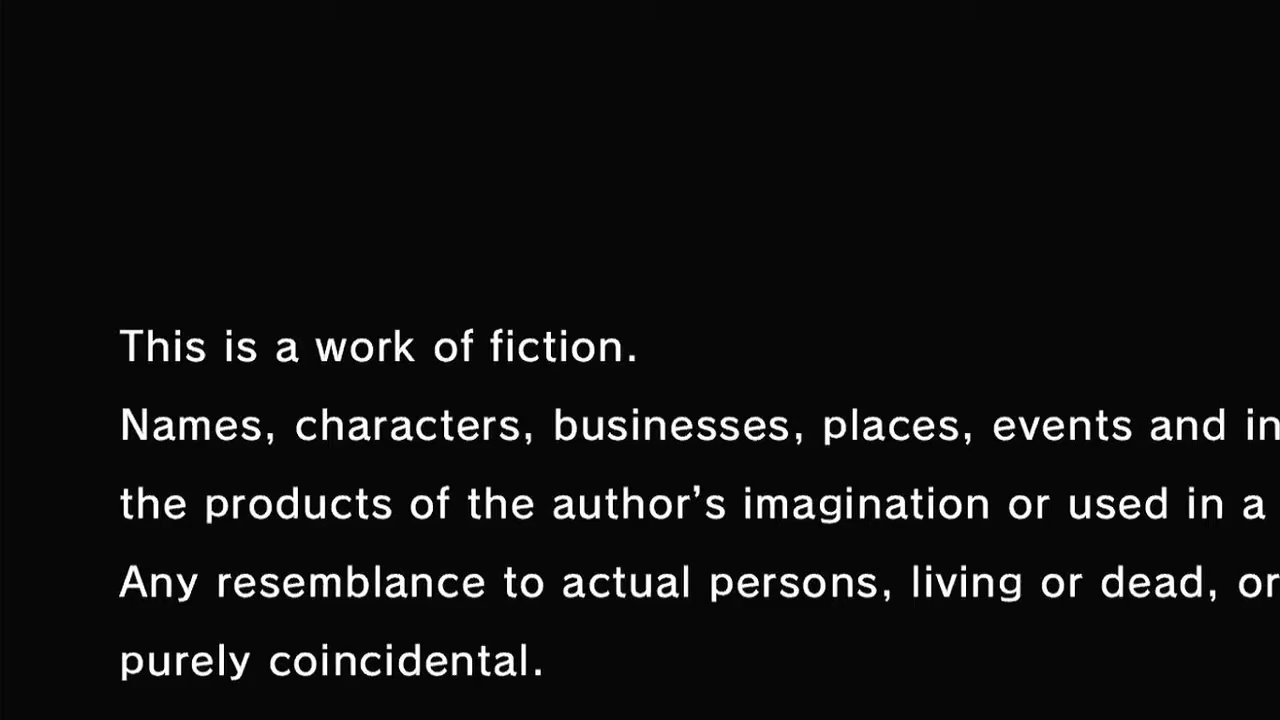 This is a work of fiction.
Names, characters, businesses, places, events and in
the products of the author's imagination or used in a
Any resemblance to actual persons, living or dead, or
purely coincidental.